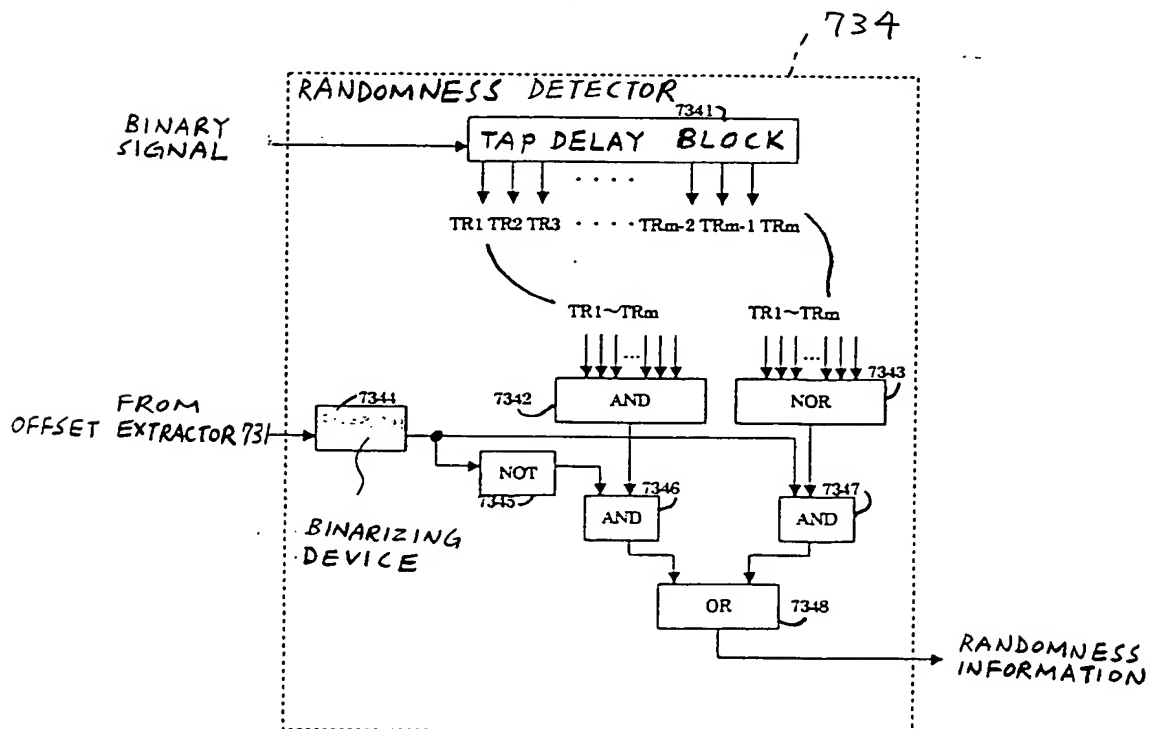 734
RANDOMNESS DETECTOR
7341
BINARY
SIGNAL
TAP DELAY BLOCK
TR1 TR2 TR3 ···· TRm-2 TRm-1 TRm
TR1~TRm
TR1~TRm
7342
AND
NOR
7343
FROM
OFFSET EXTRACTOR 731
7344
NOT
7345
7346
AND
7347
AND
BINARIZING
DEVICE
OR
7348
RANDOMNESS
INFORMATION